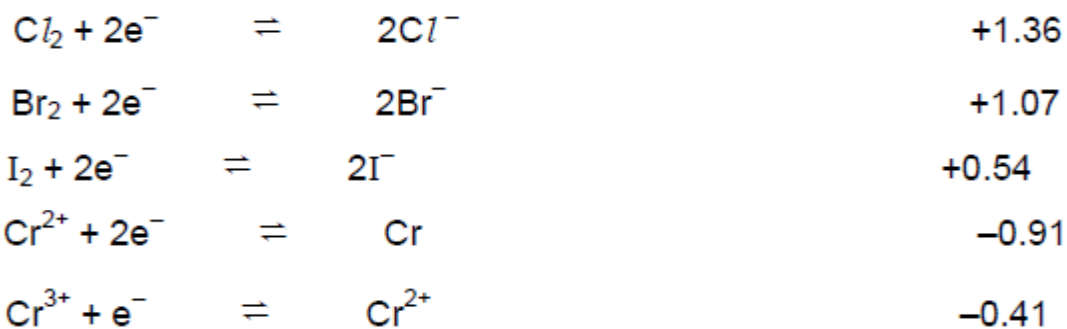 Cl₂ + 2e⁻ ⇌ 2Cl⁻ +1.36
Br₂ + 2e⁻ ⇌ 2Br⁻ +1.07
I₂ + 2e⁻ ⇌ 2I⁻ +0.54
Cr²⁺ + 2e⁻ ⇌ Cr –0.91
Cr³⁺ + e⁻ ⇌ Cr²⁺ –0.41